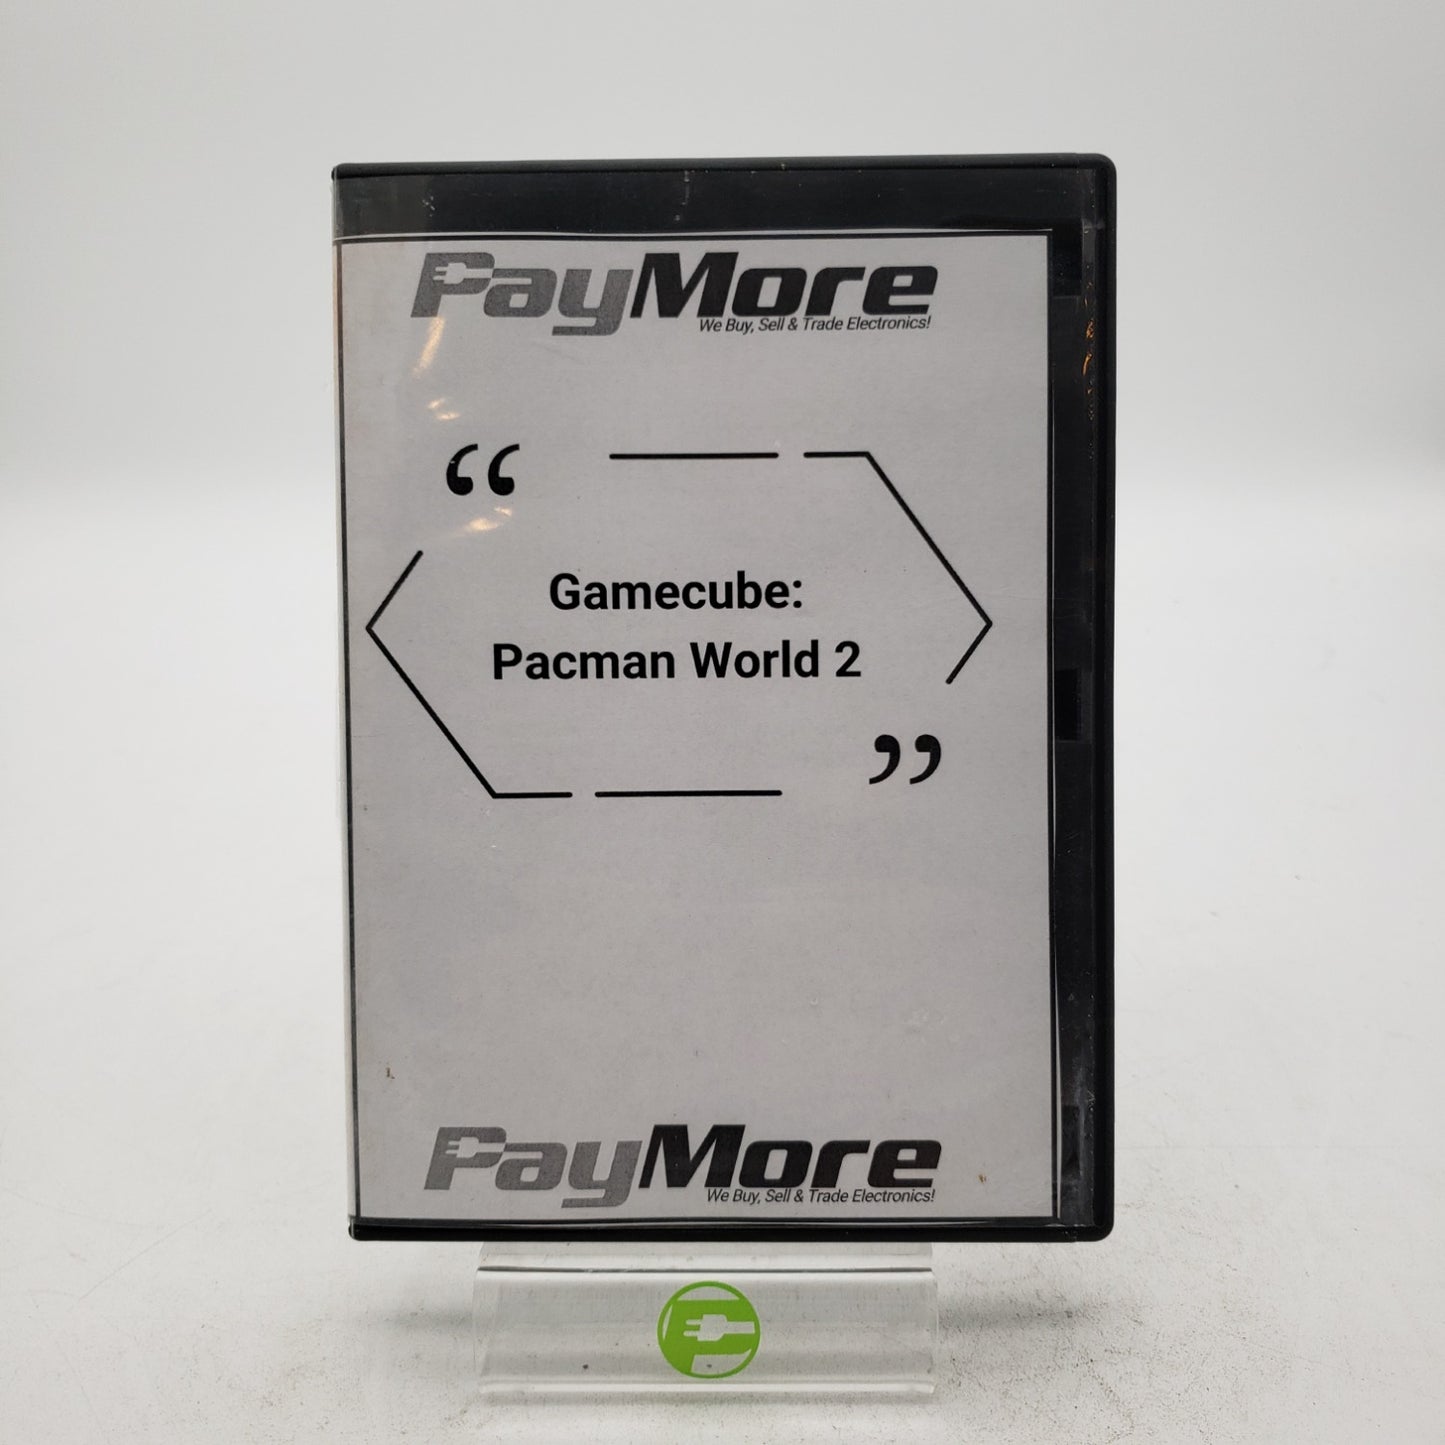 PayMore
We Buy, Sell & Trade Electronics!
“
Gamecube:
Pacman World 2
”
PayMore
We Buy, Sell & Trade Electronics!